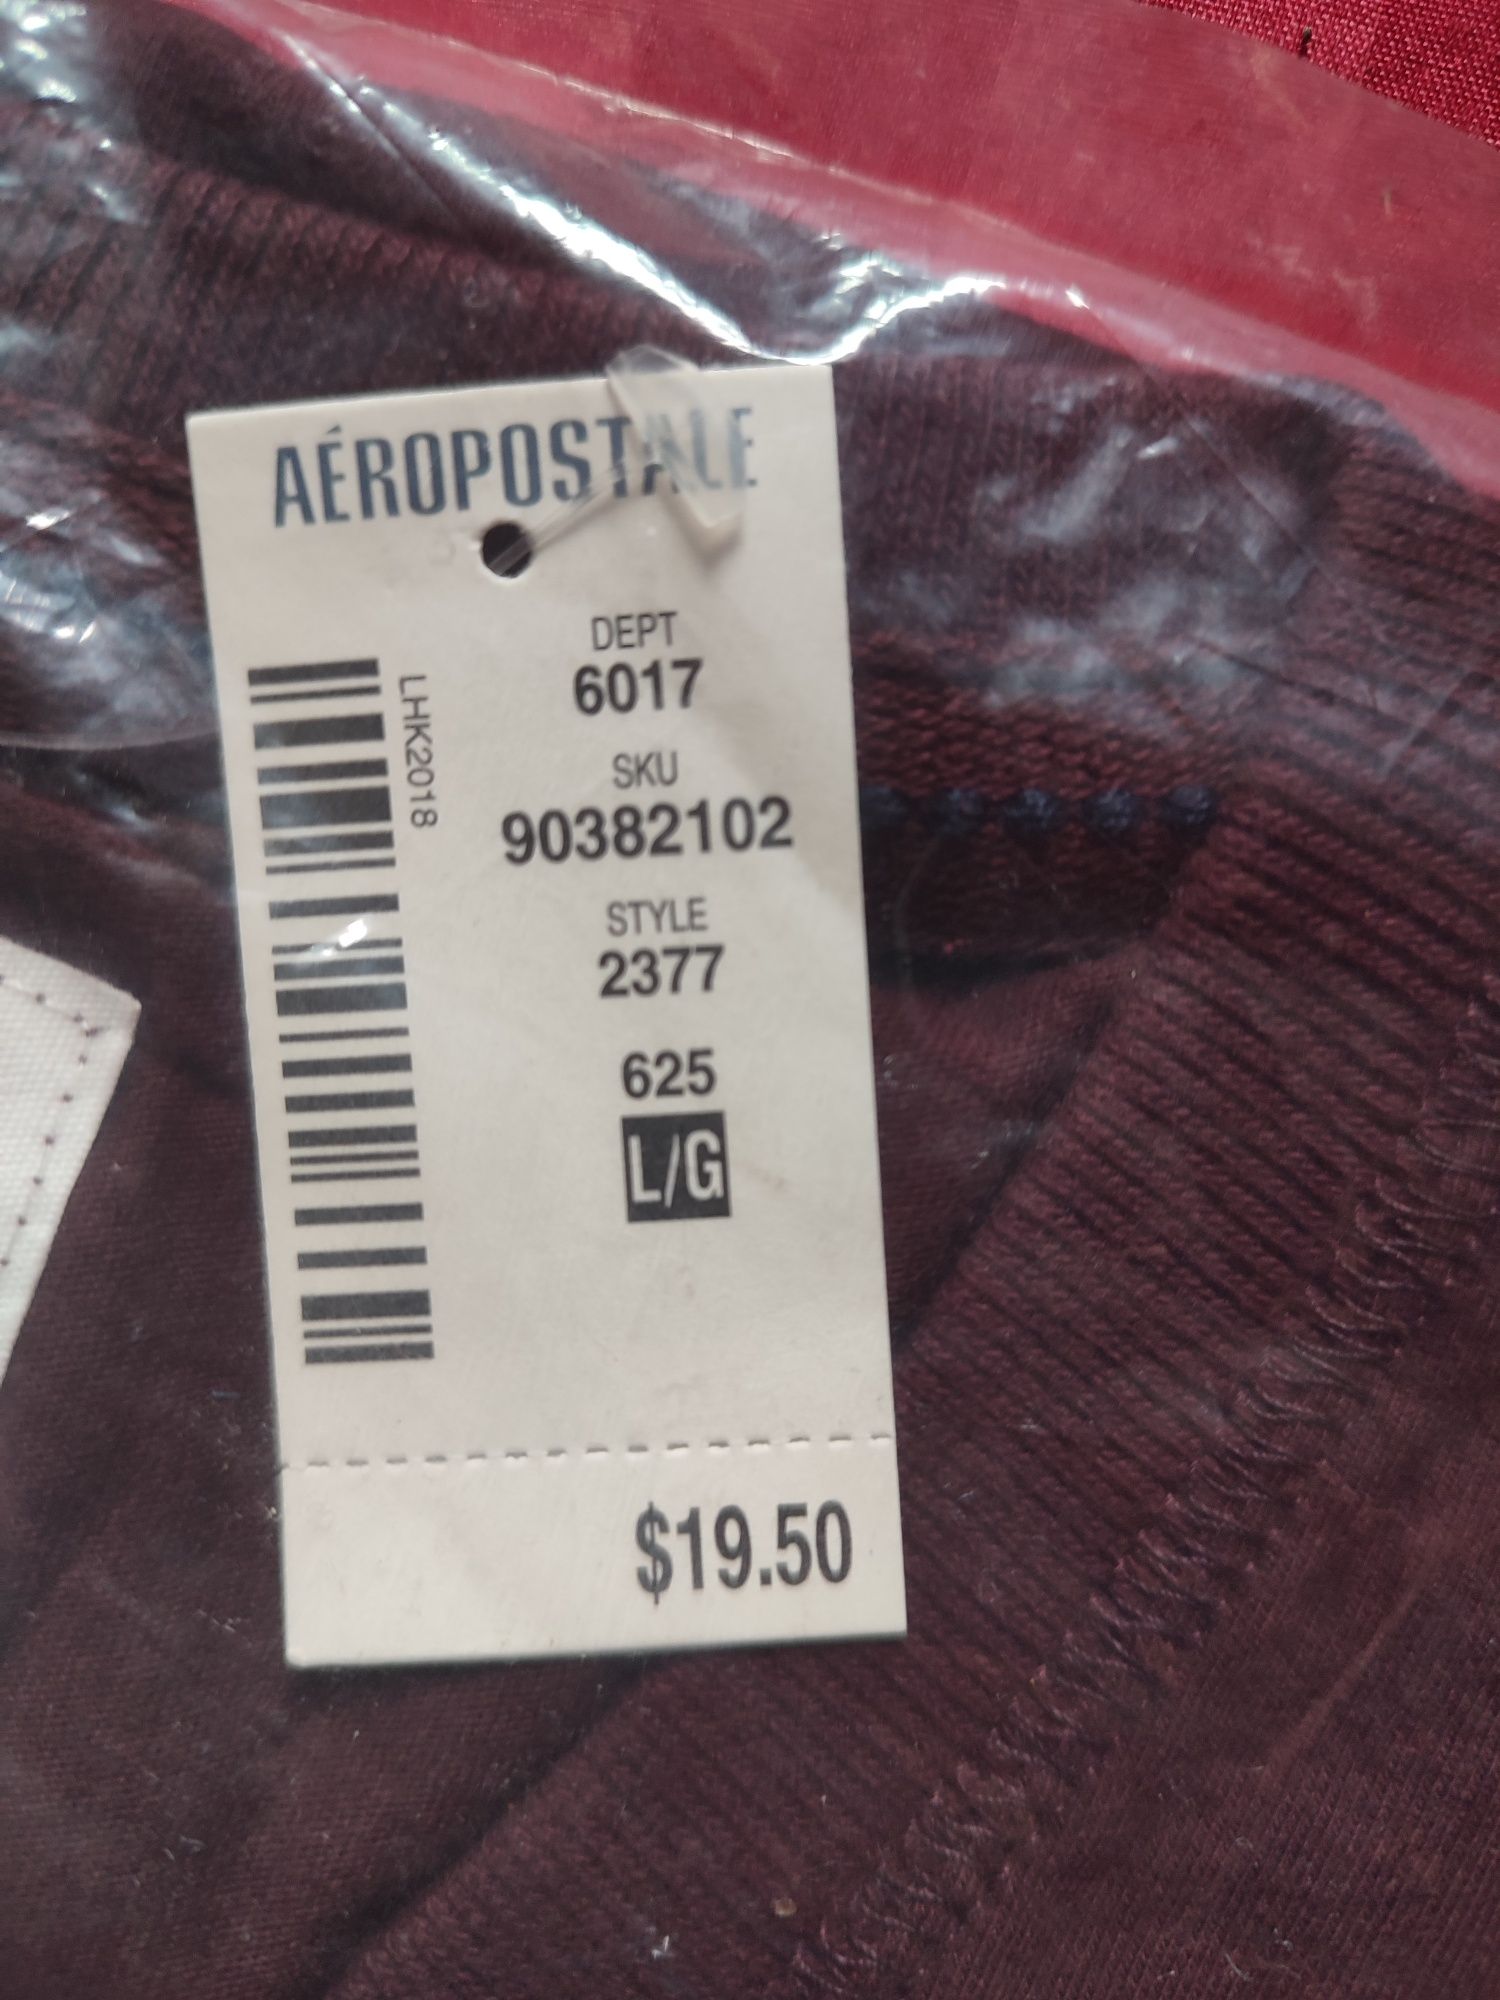 AÉROPOSTALE
DEPT
6017
LHK2018
SKU
90382102
STYLE
2377
625
L/G
$19.50